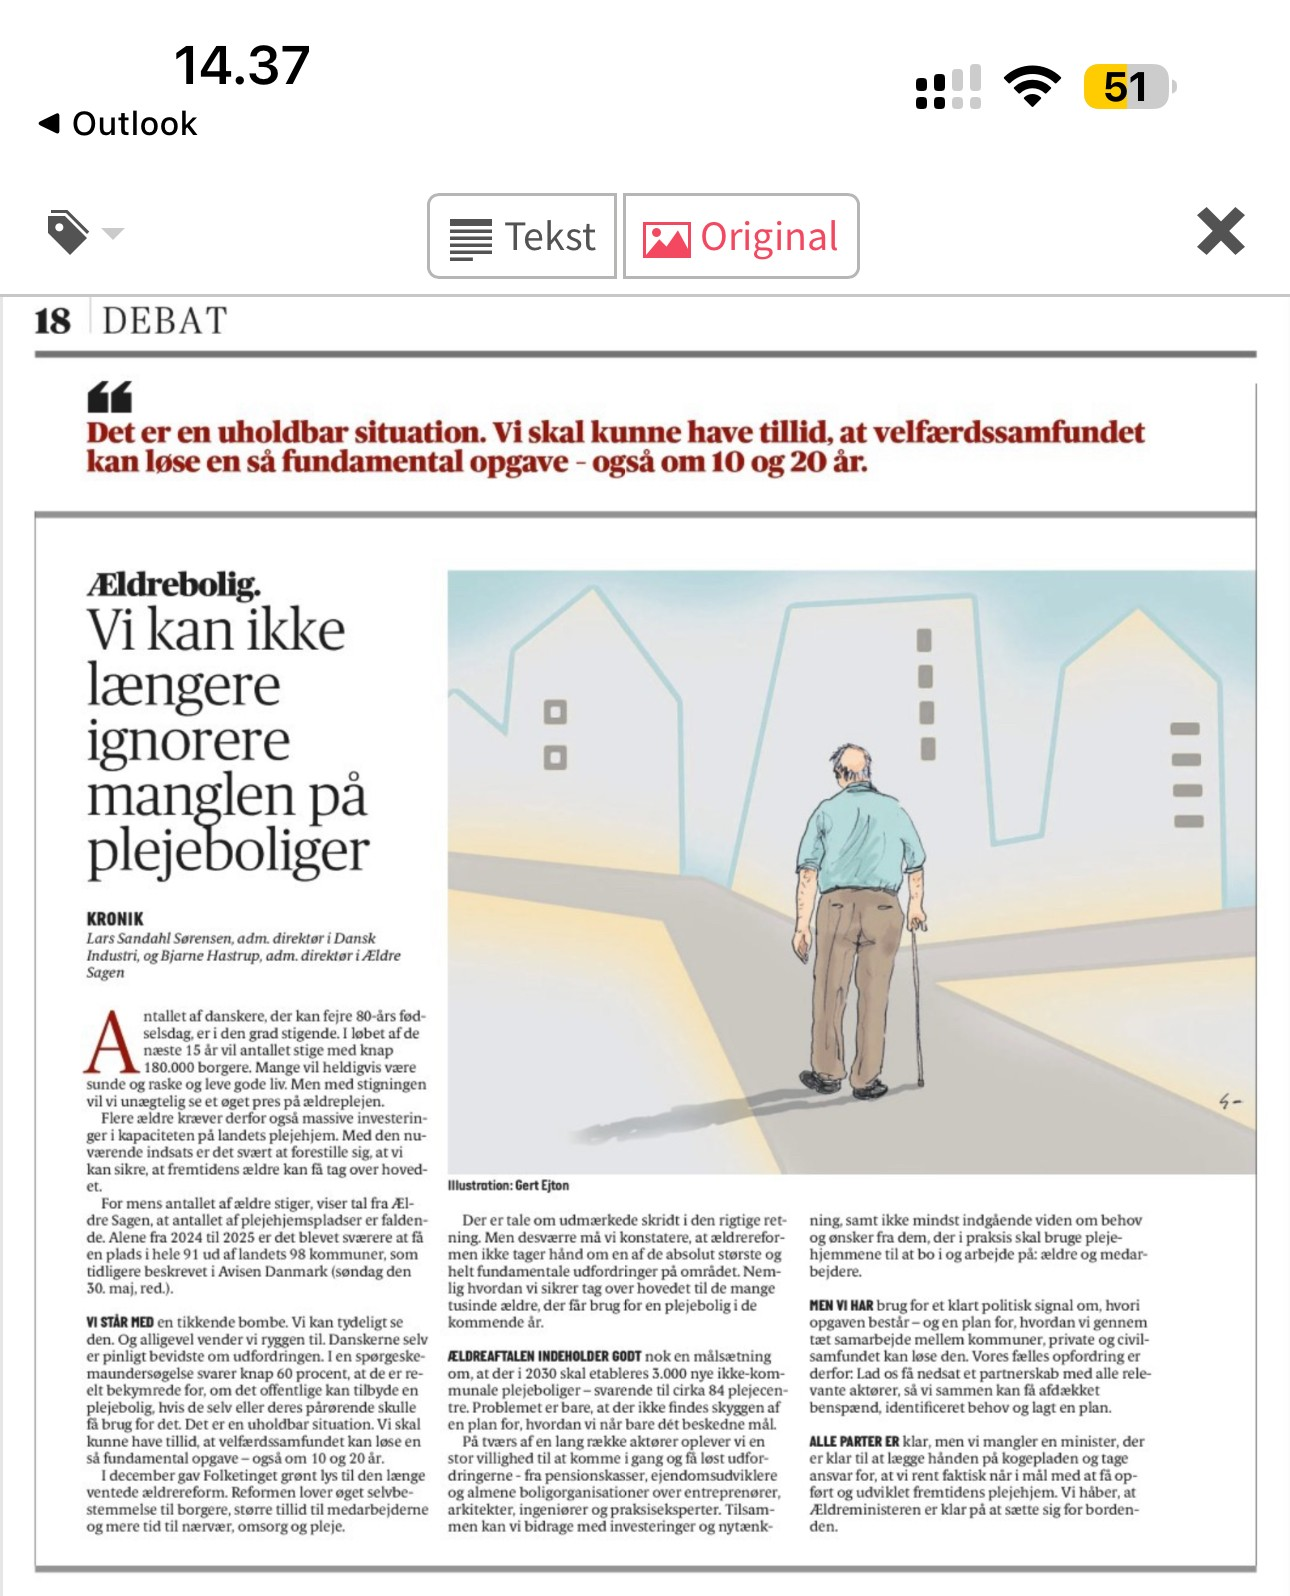 14.37
51
◀ Outlook
Tekst
Original
18 DEBAT
“
Det er en uholdbar situation. Vi skal kunne have tillid, at velfærdssamfundet
kan løse en så fundamental opgave - også om 10 og 20 år.
Ældrebolig.
Vi kan ikke
længere
ignorere
manglen på
plejeboliger
KRONIK
Lars Sandahl Sørensen, adm. direktør i Dansk
Industri, og Bjarne Hastrup, adm. direktør i Ældre
Sagen
Antallet af danskere, der kan fejre 80-års fød-
selsdag, er i den grad stigende. I løbet af de
næste 15 år vil antallet stige med knap
180.000 borgere. Mange vil heldigvis være
sunde og raske og leve gode liv. Men med stigningen
vil vi unægtelig se et øget pres på ældreplejen.
Flere ældre kræver derfor også massive investerin-
ger i kapaciteten på landets plejehjem. Med den nu-
værende indsats er det svært at forestille sig, at vi
kan sikre, at fremtidens ældre kan få tag over hoved-
et.
For mens antallet af ældre stiger, viser tal fra Æl-
dre Sagen, at antallet af plejehjemspladser er falden-
de. Alene fra 2024 til 2025 er det blevet sværere at få
en plads i hele 91 ud af landets 98 kommuner, som
tidligere beskrevet i Avisen Danmark (søndag den
30. maj, red.).
VI STÅR MED en tikkende bombe. Vi kan tydeligt se
den. Og alligevel vender vi ryggen til. Danskerne selv
er pinligt bevidste om udfordringen. I en spørgeske-
maundersøgelse svarer knap 60 procent, at de er re-
elt bekymrede for, om det offentlige kan tilbyde en
plejebolig, hvis de selv eller deres pårørende skulle
få brug for det. Det er en uholdbar situation. Vi skal
kunne have tillid, at velfærdssamfundet kan løse en
så fundamental opgave – også om 10 og 20 år.
I december gav Folketinget grønt lys til den længe
ventede ældrereform. Reformen lover øget selvbe-
stemmelse til borgere, større tillid til medarbejderne
og mere tid til nærvær, omsorg og pleje.
Illustration: Gert Ejton
Der er tale om udmærkede skridt i den rigtige ret-
ning. Men desværre må vi konstatere, at ældrerefor-
men ikke tager hånd om en af de absolut største og
helt fundamentale udfordringer på området. Nem-
lig hvordan vi sikrer tag over hovedet til de mange
tusinde ældre, der får brug for en plejebolig i de
kommende år.
ÆLDREAFTALEN INDEHOLDER GODT nok en målsætning
om, at der i 2030 skal etableres 3.000 nye ikke-kom-
munale plejeboliger – svarende til cirka 84 plejecen-
tre. Problemet er bare, at der ikke findes skyggen af
en plan for, hvordan vi når bare dét beskedne mål.
På tværs af en lang række aktører oplever vi en
stor villighed til at komme i gang og få løst udfor-
dringerne - fra pensionskasser, ejendomsudviklere
og almene boligorganisationer over entreprenører,
arkitekter, ingeniører og praksiseksperter. Tilsam-
men kan vi bidrage med investeringer og nytænk-
ning, samt ikke mindst indgående viden om behov
og ønsker fra dem, der i praksis skal bruge pleje-
hjemmene til at bo i og arbejde på: ældre og medar-
bejdere.
MEN VI HAR brug for et klart politisk signal om, hvori
opgaven består – og en plan for, hvordan vi gennem
tæt samarbejde mellem kommuner, private og civil-
samfundet kan løse den. Vores fælles opfordring er
derfor: Lad os få nedsat et partnerskab med alle rele-
vante aktører, så vi sammen kan få afdækket
benspænd, identificeret behov og lagt en plan.
ALLE PARTER ER klar, men vi mangler en minister, der
er klar til at lægge hånden på kogepladen og tage
ansvar for, at vi rent faktisk når i mål med at få op-
ført og udviklet fremtidens plejehjem. Vi håber, at
Ældreministeren er klar på at sætte sig for borden-
den.